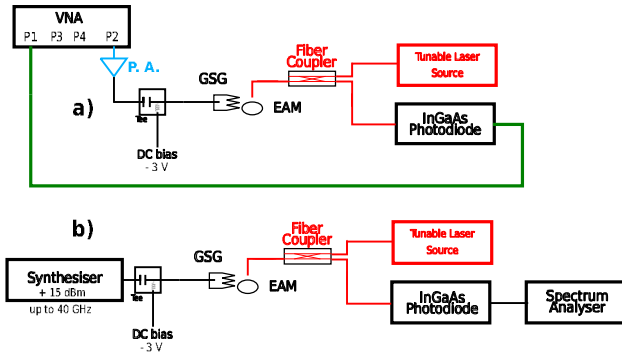 VNA
P1 P3 P4 P2
P. A.
a)
Tee
DC bias
- 3 V
GSG
EAM
Fiber
Coupler
Tunable Laser
Source
InGaAs
Photodiode
b)
Synthesiser
+ 15 dBm
up to 40 GHz
Tee
DC bias
- 3 V
GSG
EAM
Fiber
Coupler
Tunable Laser
Source
InGaAs
Photodiode
Spectrum
Analyser